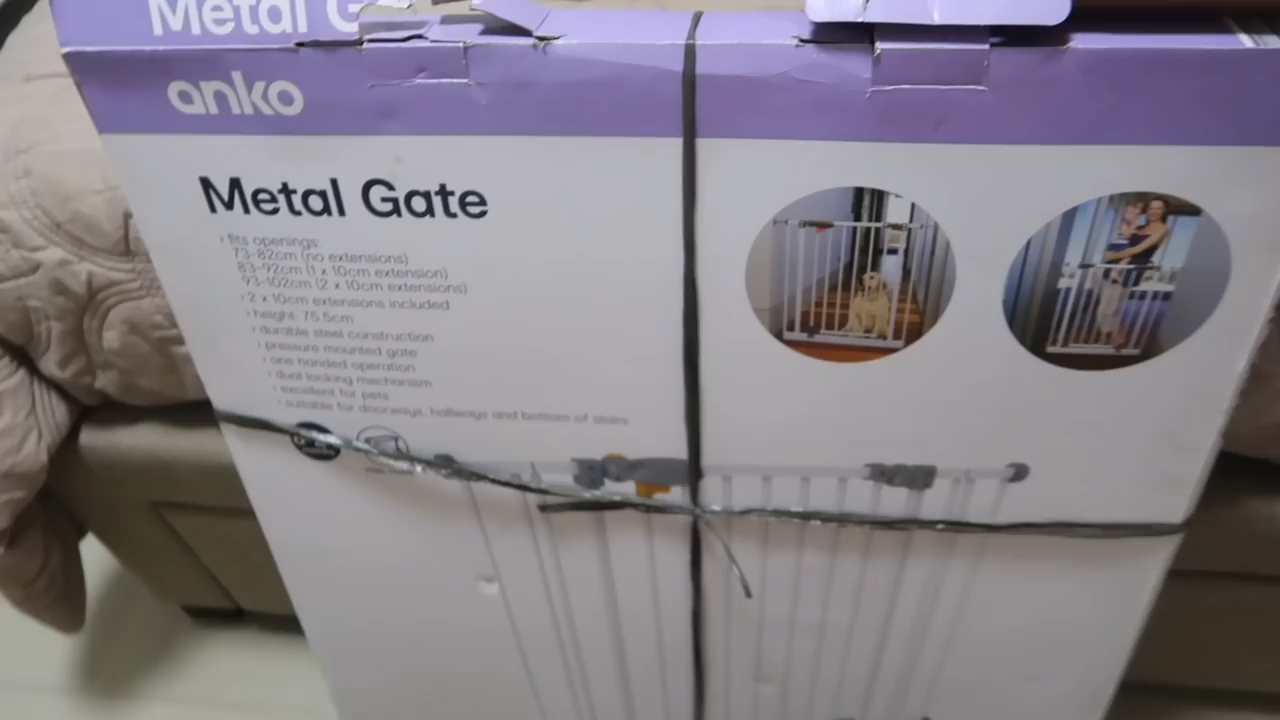 Metal G
anko
Metal Gate
› fits openings:
73-82cm (no extensions)
83-92cm (1 x 10cm extension)
93-102cm (2 x 10cm extensions)
› 2 x 10cm extensions included
› height: 75.5cm
› durable steel construction
› pressure mounted gate
› one handed operation
› dual locking mechanism
› excellent for pets
› suitable for doorways, hallways and bottom of stairs